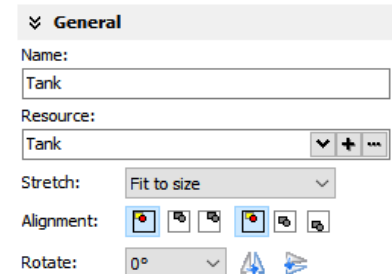 General
Name:
Tank
Resource:
Tank
Stretch: Fit to size
Alignment:
Rotate: 0°